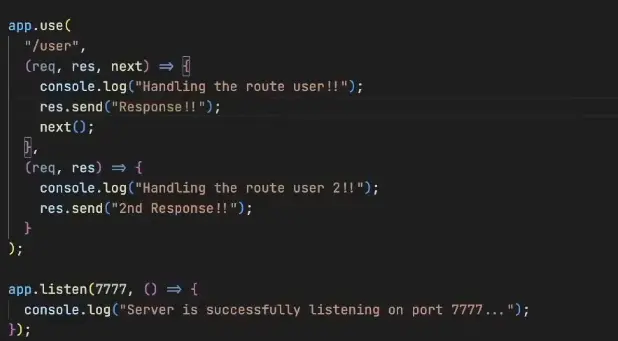 app.use(
"/user",
(req, res, next) => {
console.log("Handling the route user!!");
res.send("Response!!");
next();
},
(req, res) => {
console.log("Handling the route user 2!!");
res.send("2nd Response!!");
}
);
app.listen(7777, () => {
console.log("Server is successfully listening on port 7777...");
});